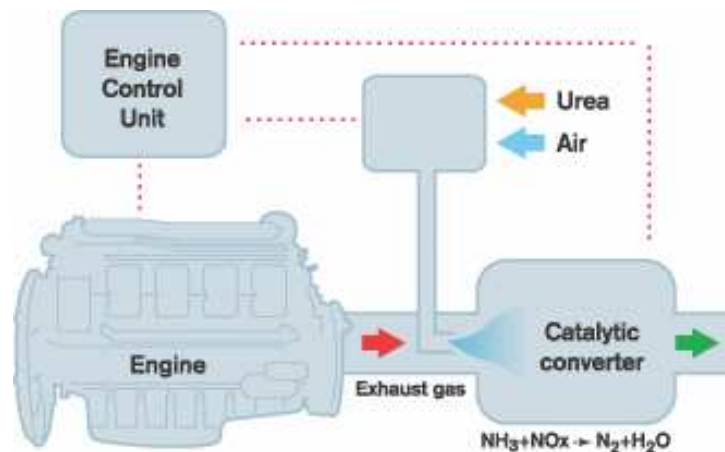 Engine
Control
Unit
Urea
Air
Engine
Exhaust gas
Catalytic
converter
NH₃+NOx → N₂+H₂O